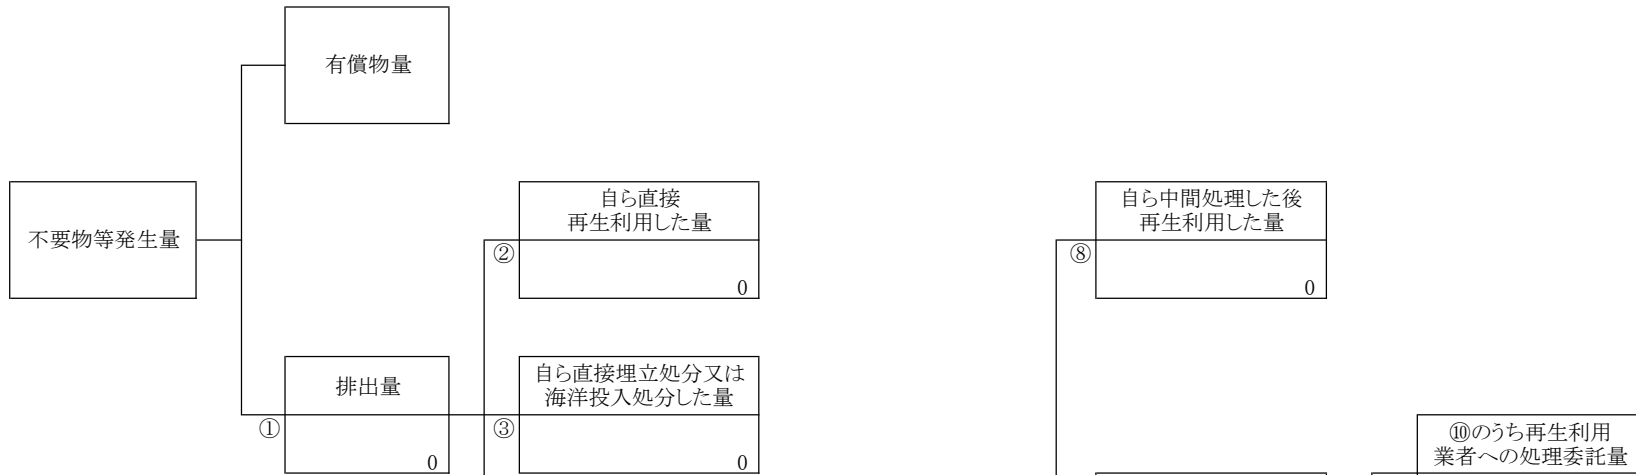 有償物量
不要物等発生量
自ら直接
再生利用した量
②
0
自ら中間処理した後
再生利用した量
⑧
0
排出量
①
0
自ら直接埋立処分又は
海洋投入処分した量
③
0
⑩のうち再生利用
業者への処理委託量